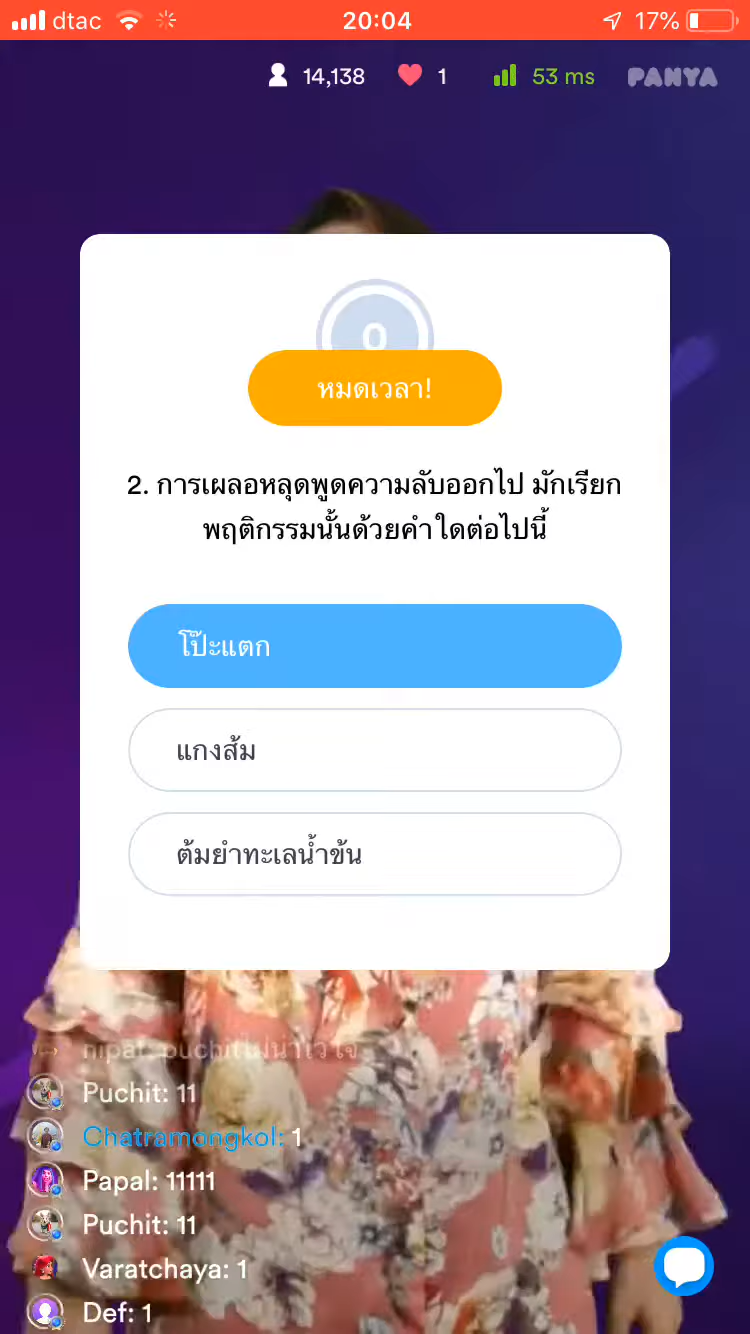 dtac 20:04 17%
14,138 1 53 ms PANYA
0
หมดเวลา!
2. การเผลอหลุดพูดความลับออกไป มักเรียก
พฤติกรรมนั้นด้วยคำใดต่อไปนี้
โป๊ะแตก
แกงส้ม
ต้มยำทะเลน้ำข้น
Puchit: 11
Chatramongkol: 1
Papal: 11111
Puchit: 11
Varatchaya: 1
Def: 1